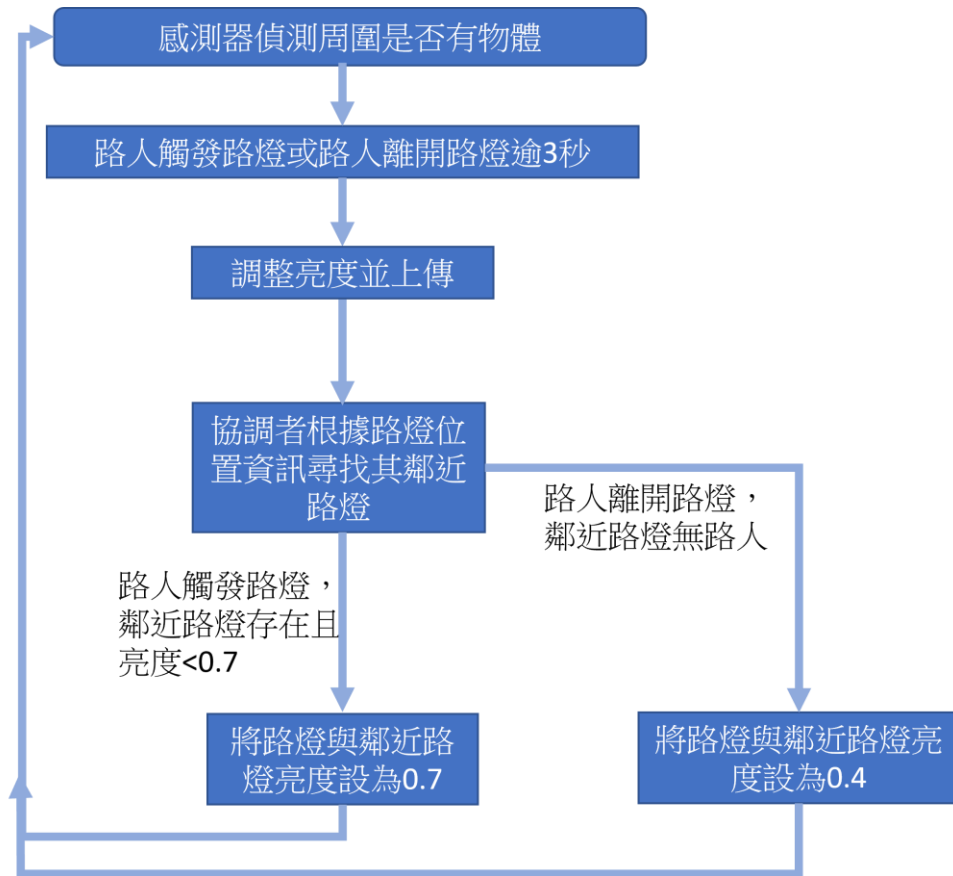 感測器偵測周圍是否有物體
路人觸發路燈或路人離開路燈逾3秒
調整亮度並上傳
協調者根據路燈位
置資訊尋找其鄰近
路燈
路人離開路燈，
鄰近路燈無路人
路人觸發路燈，
鄰近路燈存在且
亮度<0.7
將路燈與鄰近路
燈亮度設為0.7
將路燈與鄰近路燈亮
度設為0.4